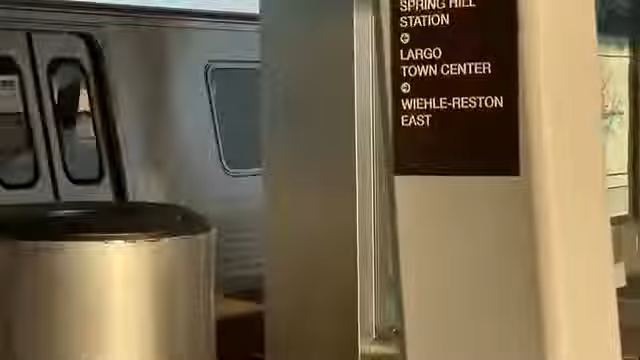 SPRING HILL
STATION
LARGO
TOWN CENTER
WIEHLE-RESTON
EAST